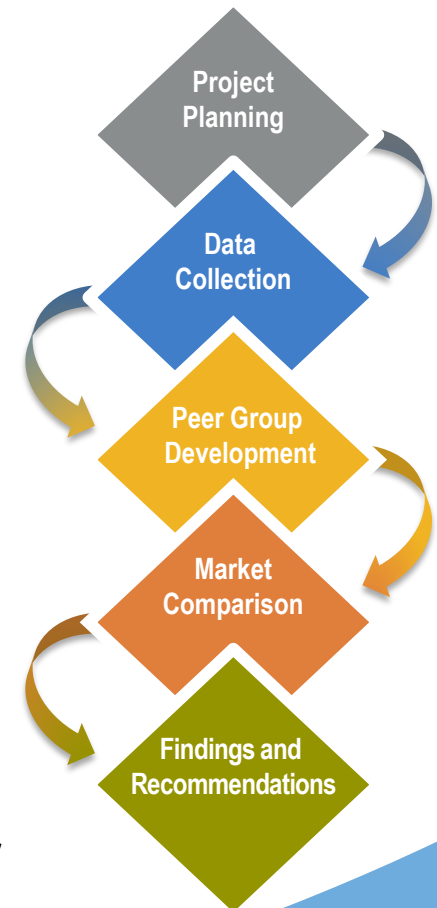 Project
Planning
Data
Collection
Peer Group
Development
Market
Comparison
Findings and
Recommendations